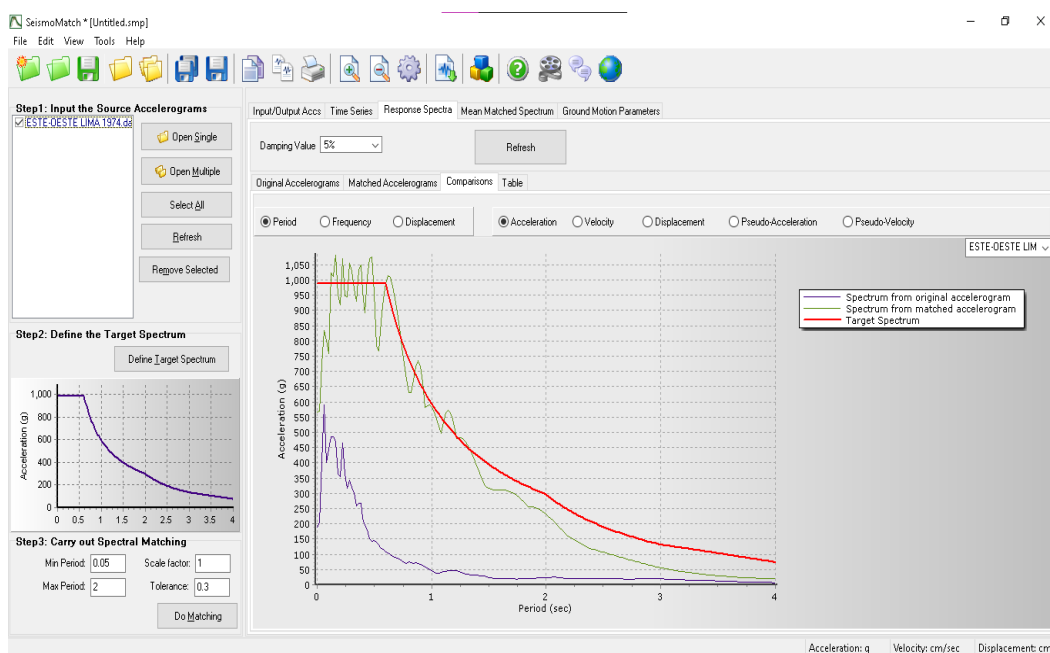 SeismoMatch * [Untitled.smp]
File Edit View Tools Help
Step1: Input the Source Accelerograms
ESTE-OESTE LIMA 1974.da
Open Single
Open Multiple
Select All
Refresh
Remove Selected
Step2: Define the Target Spectrum
Define Target Spectrum
Acceleration (g)
1,000
800
600
400
200
0
0 0.5 1 1.5 2 2.5 3 3.5 4
Step3: Carry out Spectral Matching
Min Period: 0.05 Scale factor: 1
Max Period: 2 Tolerance: 0.3
Do Matching
Input/Output Accs Time Series Response Spectra Mean Matched Spectrum Ground Motion Parameters
Damping Value 5% Refresh
Original Accelerograms Matched Accelerograms Comparisons Table
Period Frequency Displacement Acceleration Velocity Displacement Pseudo-Acceleration Pseudo-Velocity
ESTE-OESTE LIM
Spectrum from original accelerogram
Spectrum from matched accelerogram
Target Spectrum
Acceleration (g)
1,050
1,000
950
900
850
800
750
700
650
600
550
500
450
400
350
300
250
200
150
100
50
0
0 1 2 3 4
Period (sec)
Acceleration: g Velocity: cm/sec Displacement: cm